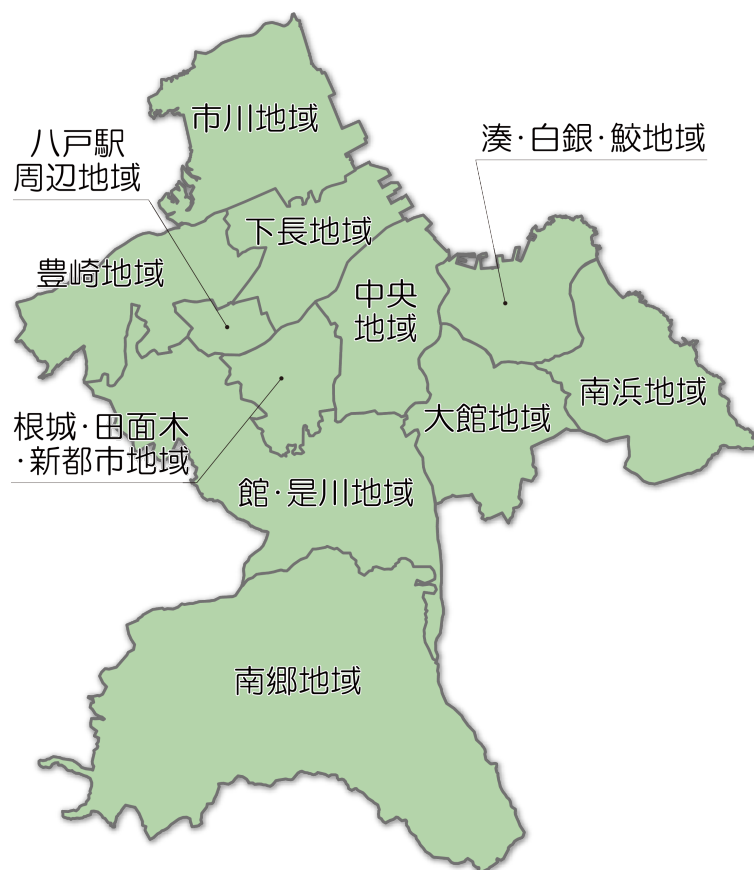 市川地域
八戸駅
周辺地域
湊・白銀・鮫地域
下長地域
豊崎地域
中央
地域
南浜地域
大館地域
根城・田面木
・新都市地域
館・是川地域
南郷地域